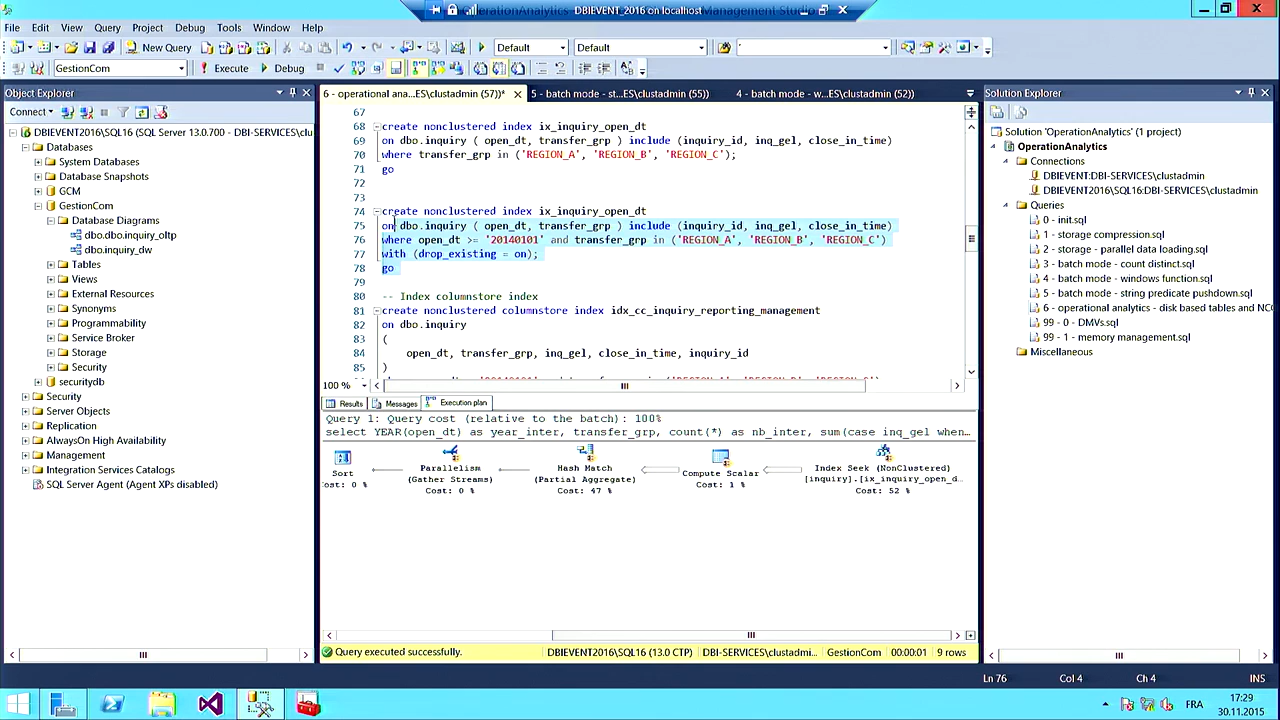 OperationAnalytics
DBIEVENT_2016 on localhost
Management Studio
File Edit View Query Project Debug Tools Window Help
New Query Default Default
GestionCom Execute Debug
Object Explorer
Connect
DBIEVENT2016\SQL16 (SQL Server 13.0.700 - DBI-SERVICES\clu
Databases
System Databases
Database Snapshots
GCM
GestionCom
Database Diagrams
dbo.dbo.inquiry_oltp
dbo.inquiry_dw
Tables
Views
External Resources
Synonyms
Programmability
Service Broker
Storage
Security
securitydb
Security
Server Objects
Replication
AlwaysOn High Availability
Management
Integration Services Catalogs
SQL Server Agent (Agent XPs disabled)
6 - operational ana...ES\clustadmin (57))* 5 - batch mode - st...ES\clustadmin (55)) 4 - batch mode - w...ES\clustadmin (52))
67
68 create nonclustered index ix_inquiry_open_dt
69 on dbo.inquiry ( open_dt, transfer_grp ) include (inquiry_id, inq_gel, close_in_time)
70 where transfer_grp in ('REGION_A', 'REGION_B', 'REGION_C');
71 go
72
73
74 create nonclustered index ix_inquiry_open_dt
75 on dbo.inquiry ( open_dt, transfer_grp ) include (inquiry_id, inq_gel, close_in_time)
76 where open_dt >= '20140101' and transfer_grp in ('REGION_A', 'REGION_B', 'REGION_C')
77 with (drop_existing = on);
78 go
79
80 -- Index columnstore index
81 create nonclustered columnstore index idx_cc_inquiry_reporting_management
82 on dbo.inquiry
83 (
84 open_dt, transfer_grp, inq_gel, close_in_time, inquiry_id
85 )
100 %
Results Messages Execution plan
Query 1: Query cost (relative to the batch): 100%
select YEAR(open_dt) as year_inter, transfer_grp, count(*) as nb_inter, sum(case inq_gel when...
Sort
Cost: 0 %
Parallelism
(Gather Streams)
Cost: 0 %
Hash Match
(Partial Aggregate)
Cost: 47 %
Compute Scalar
Cost: 1 %
Index Seek (NonClustered)
[inquiry].[ix_inquiry_open_d...
Cost: 52 %
Query executed successfully. DBIEVENT2016\SQL16 (13.0 CTP) DBI-SERVICES\clustadmi... GestionCom 00:00:01 9 rows
Solution Explorer
Solution 'OperationAnalytics' (1 project)
OperationAnalytics
Connections
DBIEVENT:DBI-SERVICES\clustadmin
DBIEVENT2016\SQL16:DBI-SERVICES\clustadmin
Queries
0 - init.sql
1 - storage compression.sql
2 - storage - parallel data loading.sql
3 - batch mode - count distinct.sql
4 - batch mode - windows function.sql
5 - batch mode - string predicate pushdown.sql
6 - operational analytics - disk based tables and NC
99 - 0 - DMVs.sql
99 - 1 - memory management.sql
Miscellaneous
Ln 76 Col 4 Ch 4 INS
FRA
17:29
30.11.2015